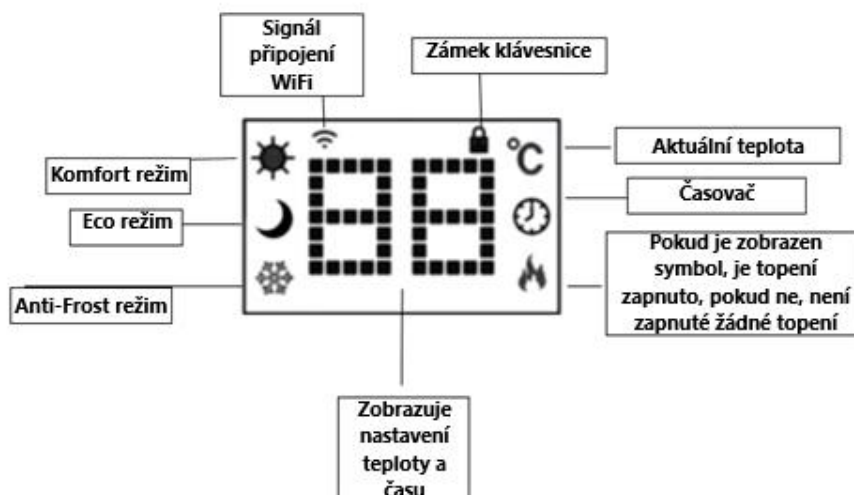 Signál
připojení
WiFi
Zámek klávesnice
Komfort režim
Eco režim
Anti-Frost režim
88
°C
Aktuální teplota
Časovač
Pokud je zobrazen
symbol, je topení
zapnuto, pokud ne, není
zapnuté žádné topení
Zobrazuje
nastavení
teploty a
času